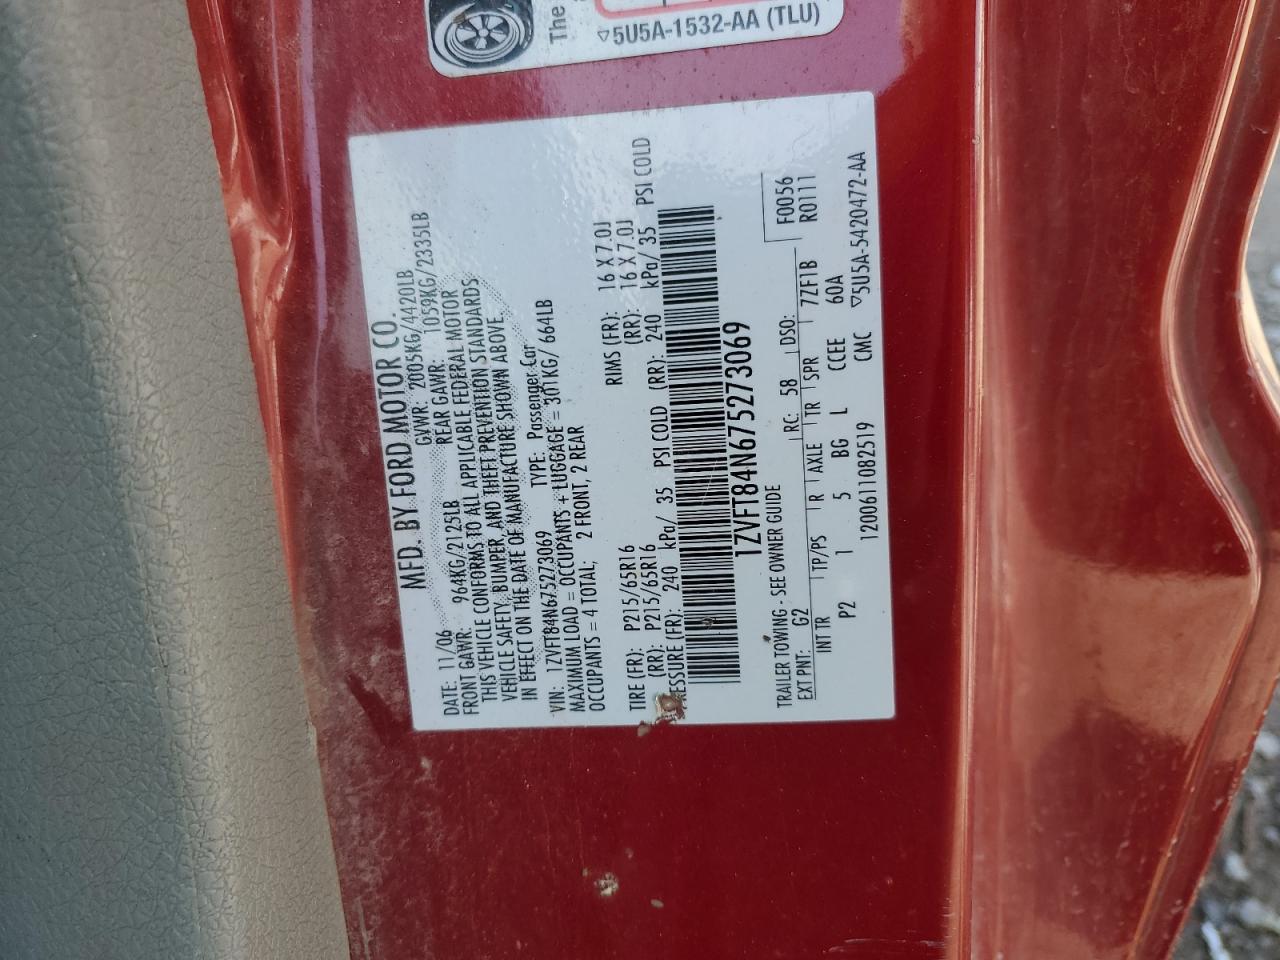 The
▽5U5A-1532-AA (TLU)
MFD. BY FORD MOTOR CO.
DATE: 11/06 GVWR: 2005KG/4420LB
FRONT GAWR: 964KG/2125LB REAR GAWR: 1059KG/2335LB
THIS VEHICLE CONFORMS TO ALL APPLICABLE FEDERAL MOTOR
VEHICLE SAFETY, BUMPER, AND THEFT PREVENTION STANDARDS
IN EFFECT ON THE DATE OF MANUFACTURE SHOWN ABOVE.
VIN: 1ZVFT84N675273069 TYPE: Passenger Car
MAXIMUM LOAD = OCCUPANTS + LUGGAGE = 301KG/ 664LB
OCCUPANTS = 4 TOTAL; 2 FRONT, 2 REAR
TIRE (FR): P215/65R16 RIMS (FR): 16 X 7.0J
(RR): P215/65R16 (RR): 16 X 7.0J
ESSURE (FR): 240 kPa/ 35 PSI COLD (RR): 240 kPa/ 35 PSI COLD
1ZVFT84N675273069
TRAILER TOWING - SEE OWNER GUIDE F0056
EXT PNT: G2 RC: 58 DSO: 7ZF1B R0111
INT TR TP/PS R AXLE TR SPR 60A
P2 1 5 BG L CCEE
1200611082519 CMC ▽5U5A-5420472-AA